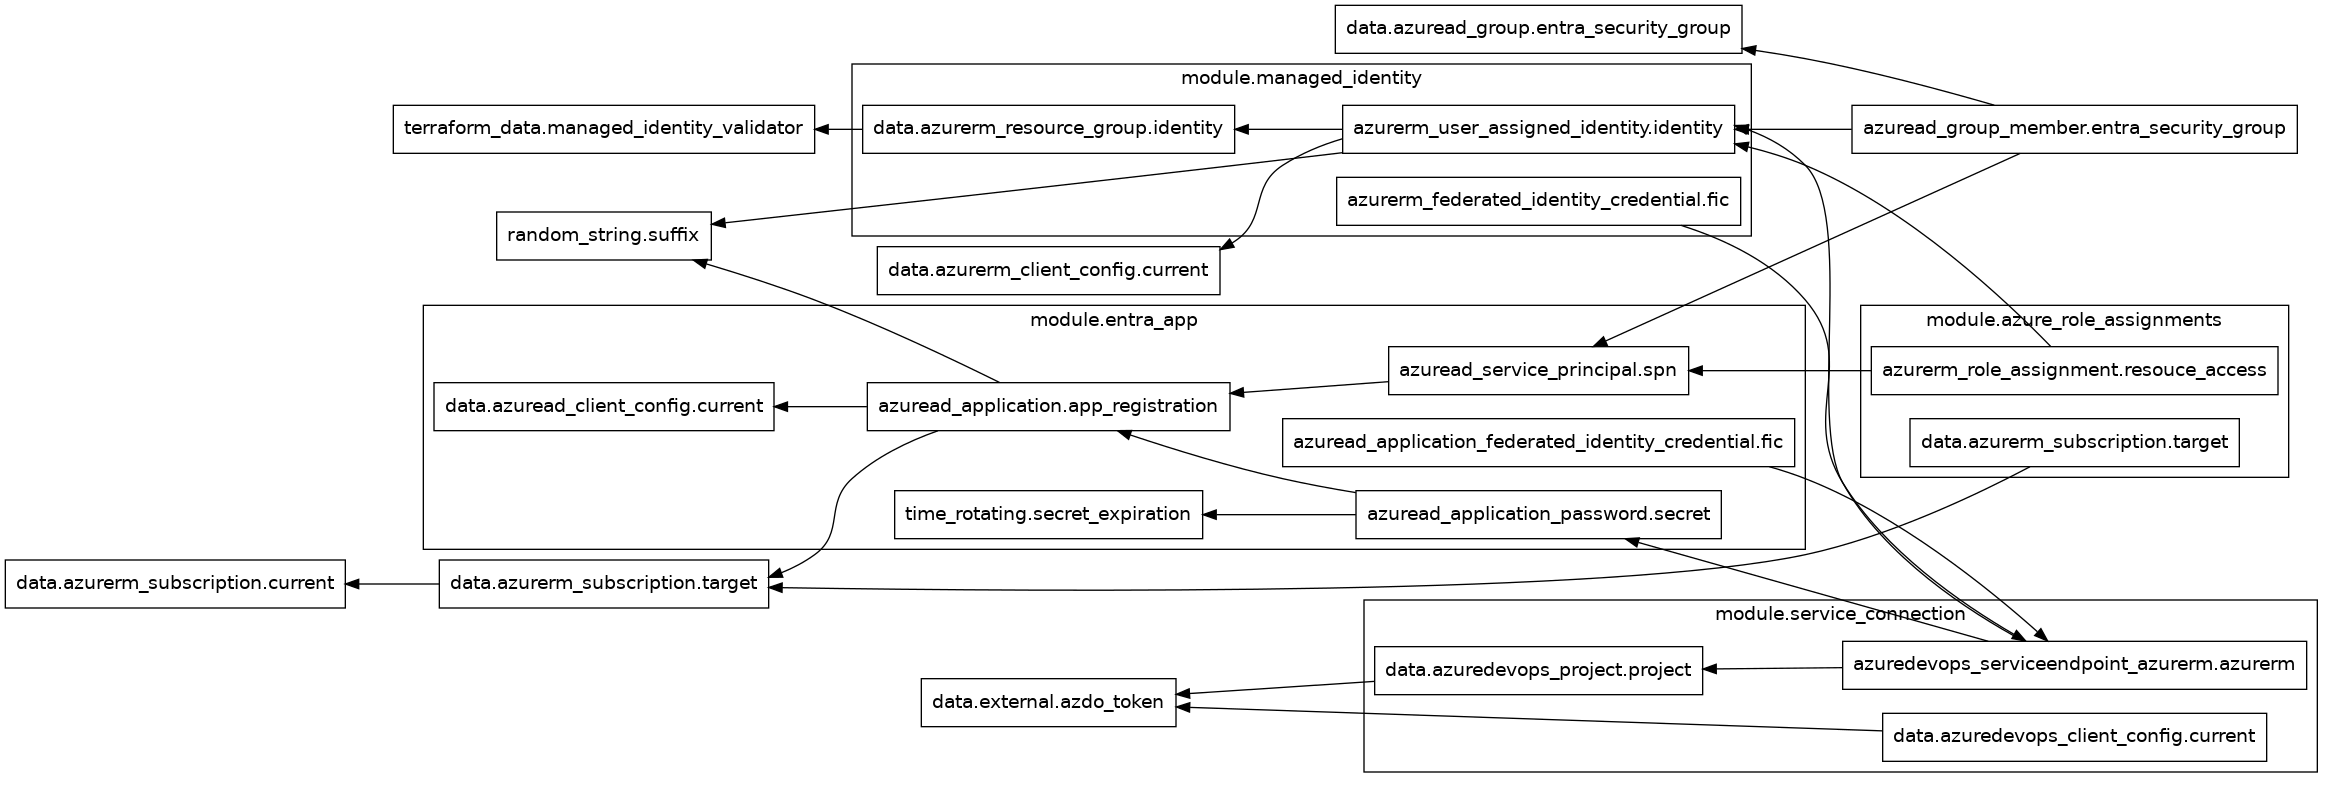 data.azuread_group.entra_security_group
module.managed_identity
terraform_data.managed_identity_validator
data.azurerm_resource_group.identity
azurerm_user_assigned_identity.identity
azuread_group_member.entra_security_group
azurerm_federated_identity_credential.fic
random_string.suffix
data.azurerm_client_config.current
module.entra_app
module.azure_role_assignments
azuread_service_principal.spn
azurerm_role_assignment.resouce_access
data.azuread_client_config.current
azuread_application.app_registration
azuread_application_federated_identity_credential.fic
data.azurerm_subscription.target
time_rotating.secret_expiration
azuread_application_password.secret
data.azurerm_subscription.current
data.azurerm_subscription.target
module.service_connection
data.azuredevops_project.project
azuredevops_serviceendpoint_azurerm.azurerm
data.external.azdo_token
data.azuredevops_client_config.current